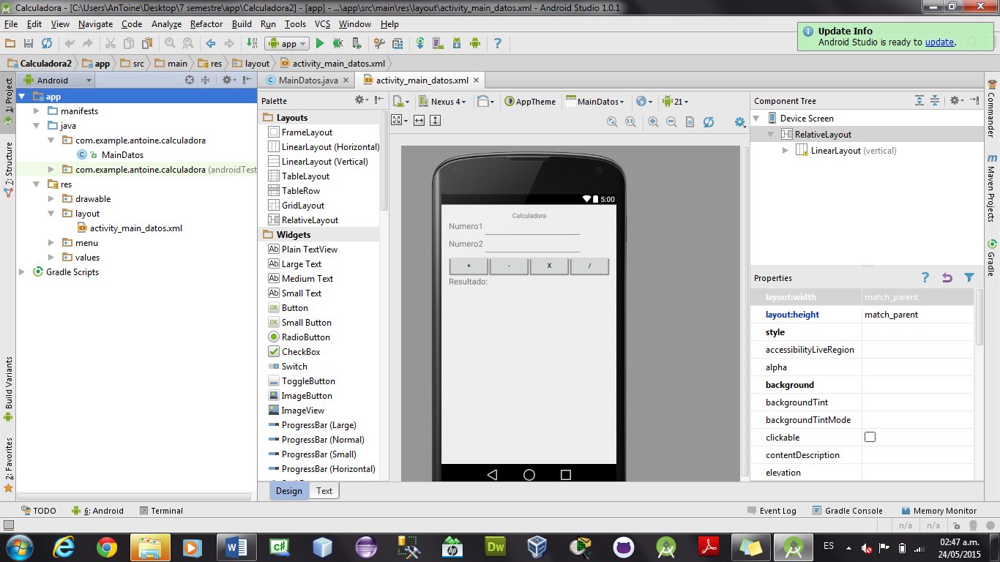 Calculadora - [C:\Users\AnToine\Desktop\7 semestre\app\Calculadora2] - [app] - ...\app\src\main\res\layout\activity_main_datos.xml - Android Studio 1.0.1
File Edit View Navigate Code Analyze Refactor Build Run Tools VCS Window Help
app
Update Info
Android Studio is ready to update.
Calculadora2 app src main res layout activity_main_datos.xml
1: Project
7: Structure
Build Variants
2: Favorites
Android
app
manifests
java
com.example.antoine.calculadora
MainDatos
com.example.antoine.calculadora (androidTest
res
drawable
layout
activity_main_datos.xml
menu
values
Gradle Scripts
MainDatos.java activity_main_datos.xml
Palette
Layouts
FrameLayout
LinearLayout (Horizontal)
LinearLayout (Vertical)
TableLayout
TableRow
GridLayout
RelativeLayout
Widgets
Plain TextView
Large Text
Medium Text
Small Text
Button
Small Button
RadioButton
CheckBox
Switch
ToggleButton
ImageButton
ImageView
ProgressBar (Large)
ProgressBar (Normal)
ProgressBar (Small)
ProgressBar (Horizontal)
Design Text
Nexus 4 AppTheme MainDatos 21
5:00
Calculadora
Numero1
Numero2
+ - X /
Resultado:
Component Tree
Device Screen
RelativeLayout
LinearLayout (vertical)
Properties
layout:width match_parent
layout:height match_parent
style
accessibilityLiveRegion
alpha
background
backgroundTint
backgroundTintMode
clickable
contentDescription
elevation
Commander
Maven Projects
Gradle
TODO 6: Android Terminal Event Log Gradle Console Memory Monitor
n/a n/a
ES 02:47 a.m.
24/05/2015